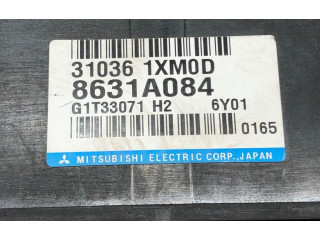 31036 1XM0D
8631A084
G1T33071 H2 6Y01
0165
MITSUBISHI ELECTRIC CORP., JAPAN